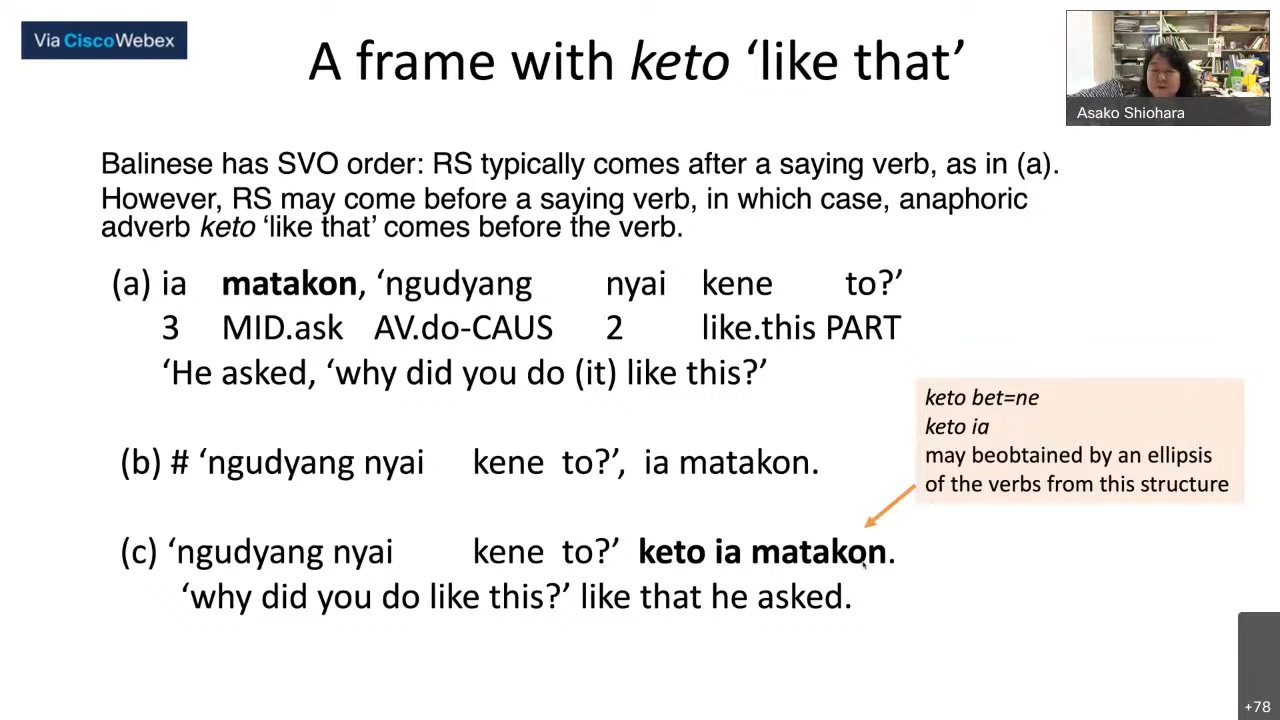 Via CiscoWebex
A frame with keto ‘like that’
Asako Shiohara
Balinese has SVO order: RS typically comes after a saying verb, as in (a).
However, RS may come before a saying verb, in which case, anaphoric
adverb keto ‘like that’ comes before the verb.
(a) ia matakon, ‘ngudyang nyai kene to?’
3 MID.ask AV.do-CAUS 2 like.this PART
‘He asked, ‘why did you do (it) like this?’
keto bet=ne
keto ia
may beobtained by an ellipsis
of the verbs from this structure
(b) # ‘ngudyang nyai kene to?’, ia matakon.
(c) ‘ngudyang nyai kene to?’ keto ia matakon.
‘why did you do like this?’ like that he asked.
+78